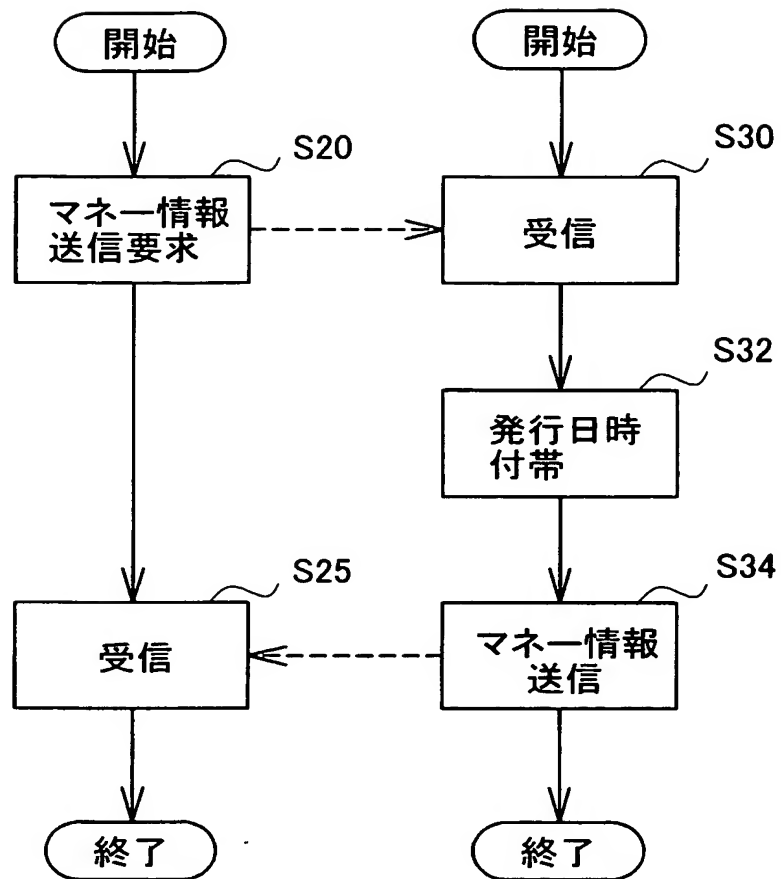 開始
S20
マネー情報
送信要求
S25
受信
終了
開始
S30
受信
S32
発行日時
付帯
S34
マネー情報
送信
終了